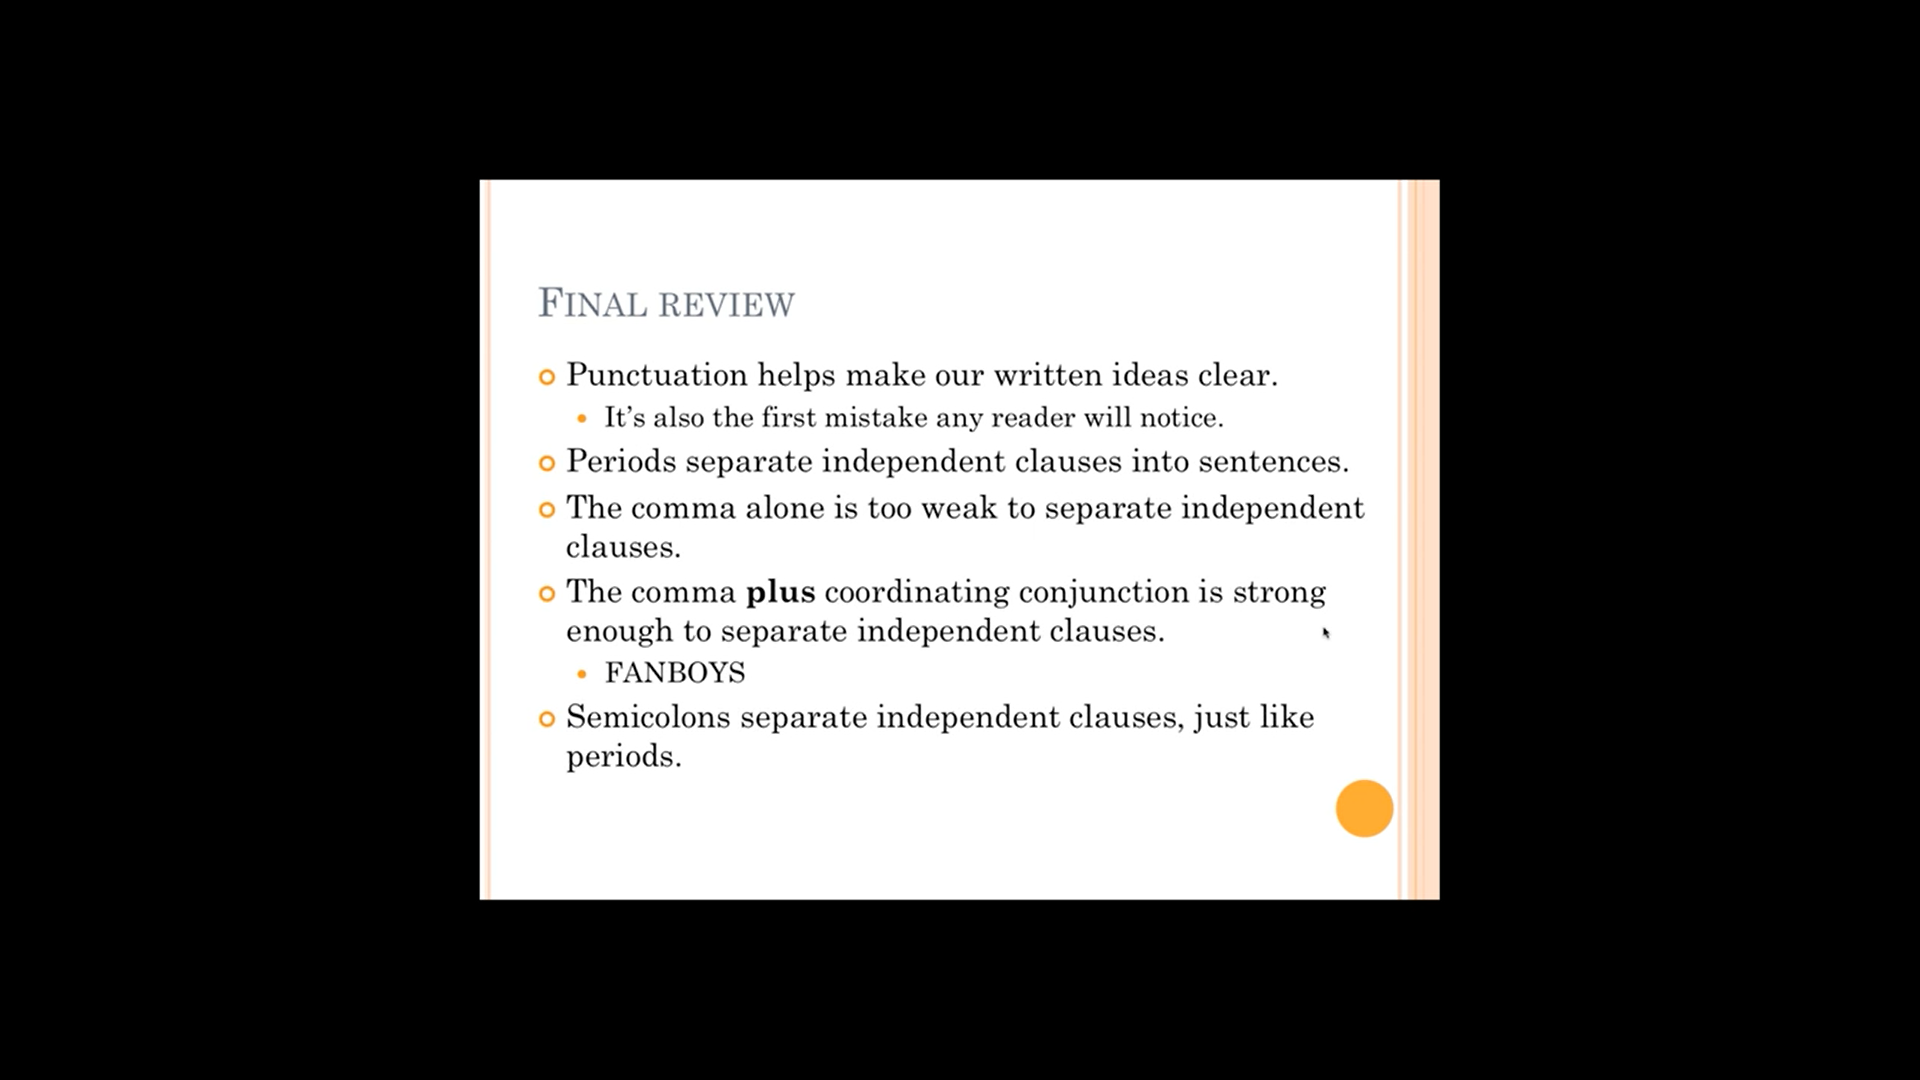 FINAL REVIEW
Punctuation helps make our written ideas clear.
It’s also the first mistake any reader will notice.
Periods separate independent clauses into sentences.
The comma alone is too weak to separate independent
clauses.
The comma plus coordinating conjunction is strong
enough to separate independent clauses.
FANBOYS
Semicolons separate independent clauses, just like
periods.